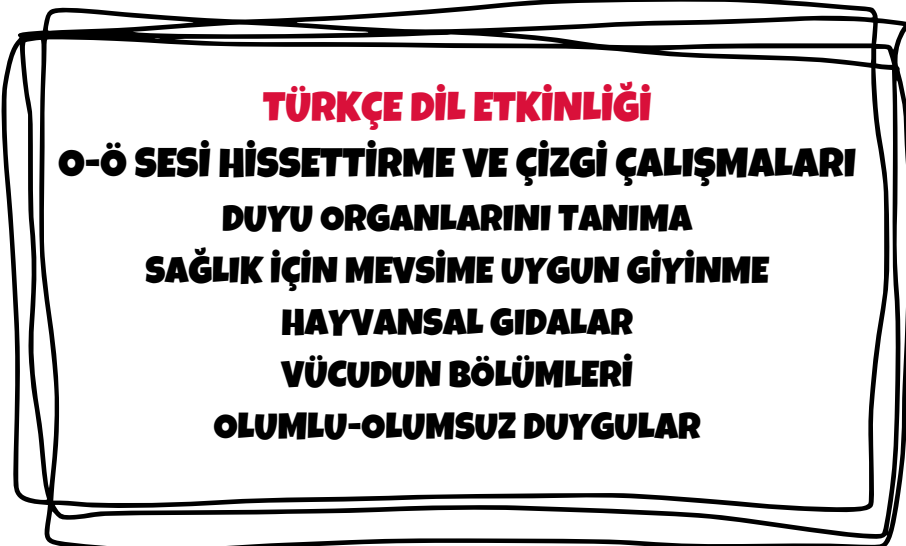 TÜRKÇE DİL ETKİNLİĞİ
O-Ö SESİ HİSSETTİRME VE ÇİZGİ ÇALIŞMALARI
DUYU ORGANLARINI TANIMA
SAĞLIK İÇİN MEVSİME UYGUN GİYİNME
HAYVANSAL GIDALAR
VÜCUDUN BÖLÜMLERİ
OLUMLU-OLUMSUZ DUYGULAR